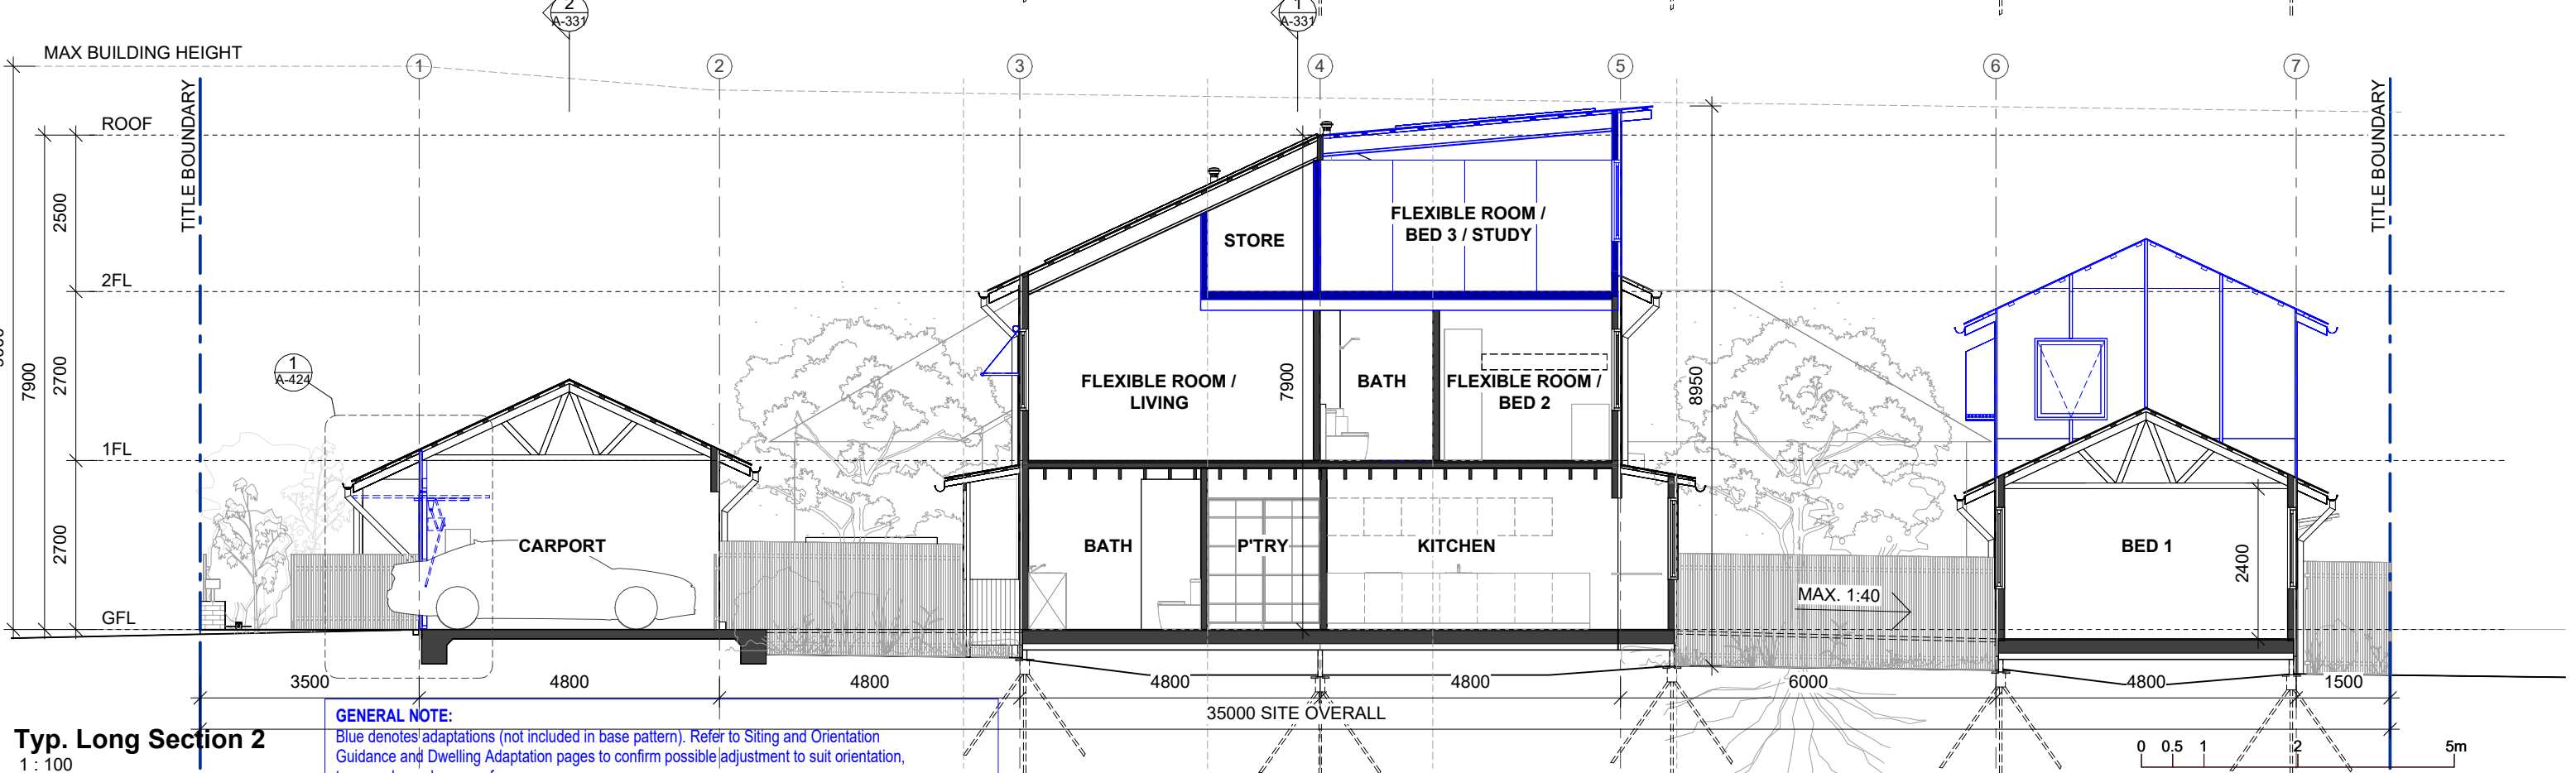 2
A-331
1
A-331
MAX BUILDING HEIGHT
1
2
3
4
5
6
7
TITLE BOUNDARY
TITLE BOUNDARY
ROOF
2500
STORE
FLEXIBLE ROOM /
BED 3 / STUDY
2FL
7900
2700
1
A-424
FLEXIBLE ROOM /
LIVING
7900
BATH
FLEXIBLE ROOM /
BED 2
8950
1FL
2700
CARPORT
BATH
P'TRY
KITCHEN
MAX. 1:40
BED 1
2400
GFL
3500
4800
4800
4800
4800
6000
4800
1500
35000 SITE OVERALL
Typ. Long Section 2
1 : 100
GENERAL NOTE:
Blue denotes adaptations (not included in base pattern). Refer to Siting and Orientation
Guidance and Dwelling Adaptation pages to confirm possible adjustment to suit orientation,
0 0.5 1 2 5m